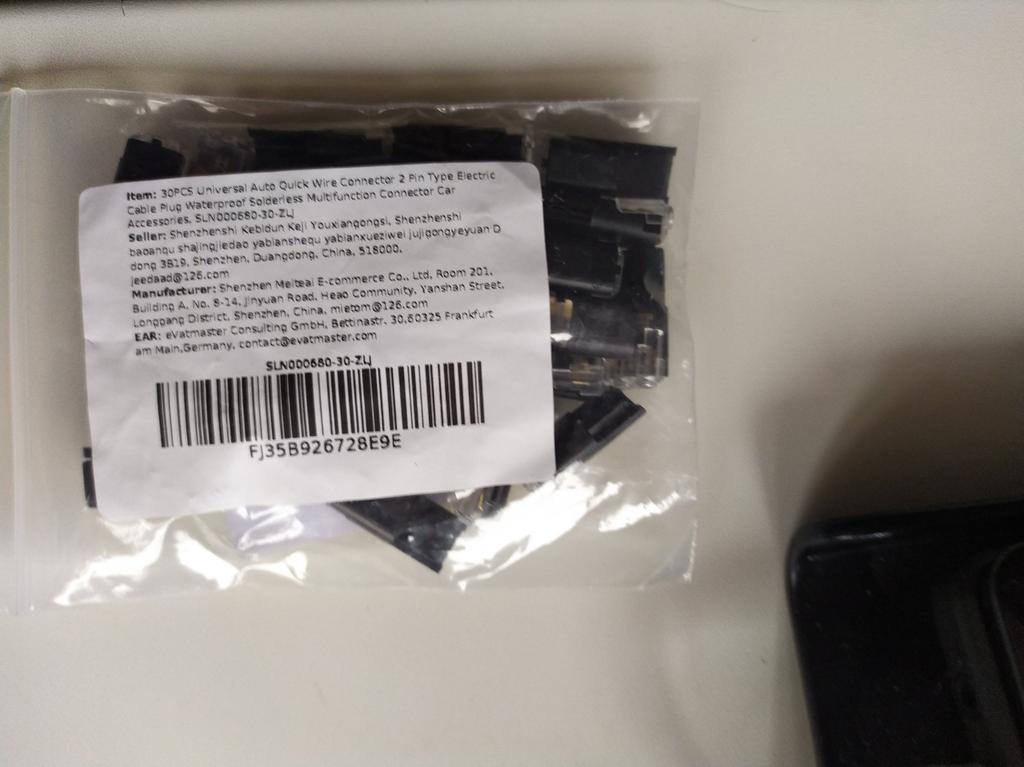 Item: 30PCS Universal Auto Quick Wire Connector 2 Pin Type Electric
Cable Plug Waterproof Solderless Multifunction Connector Car
Accessories, SLN000680-30-ZLJ
Seller: Shenzhenshi Kebidun Keji Youxiangongsi, Shenzhenshi
baoanqu shajingjiedao yabianshequ yabianxueziwei jujigongyeyuan D
dong 3B19, Shenzhen, Duangdong, China, 518000,
jeedaad@126.com
Manufacturer: Shenzhen Meiteai E-commerce Co., Ltd, Room 201,
Building A, No. 8-14, Jinyuan Road, Heao Community, Yanshan Street,
Longgang District, Shenzhen, China, mietom@126.com
EAR: eVatmaster Consulting GmbH, Bettinastr. 30,60325 Frankfurt
am Main,Germany, contact@evatmaster.com
SLN000680-30-ZLJ
FJ35B926728E9E